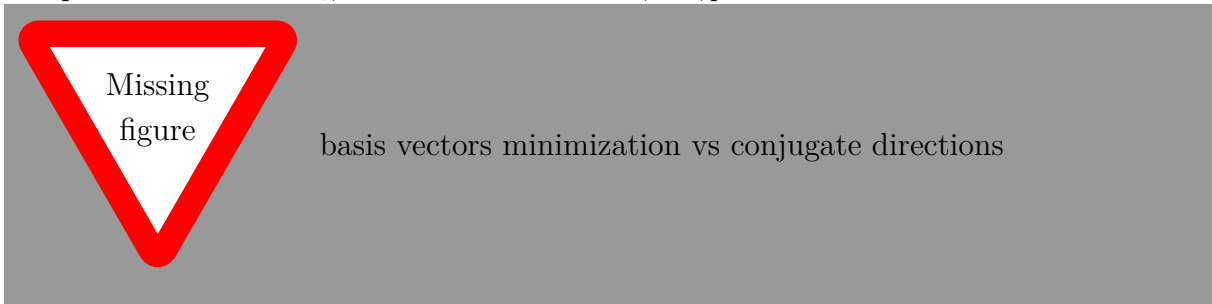 Missing
figure
basis vectors minimization vs conjugate directions